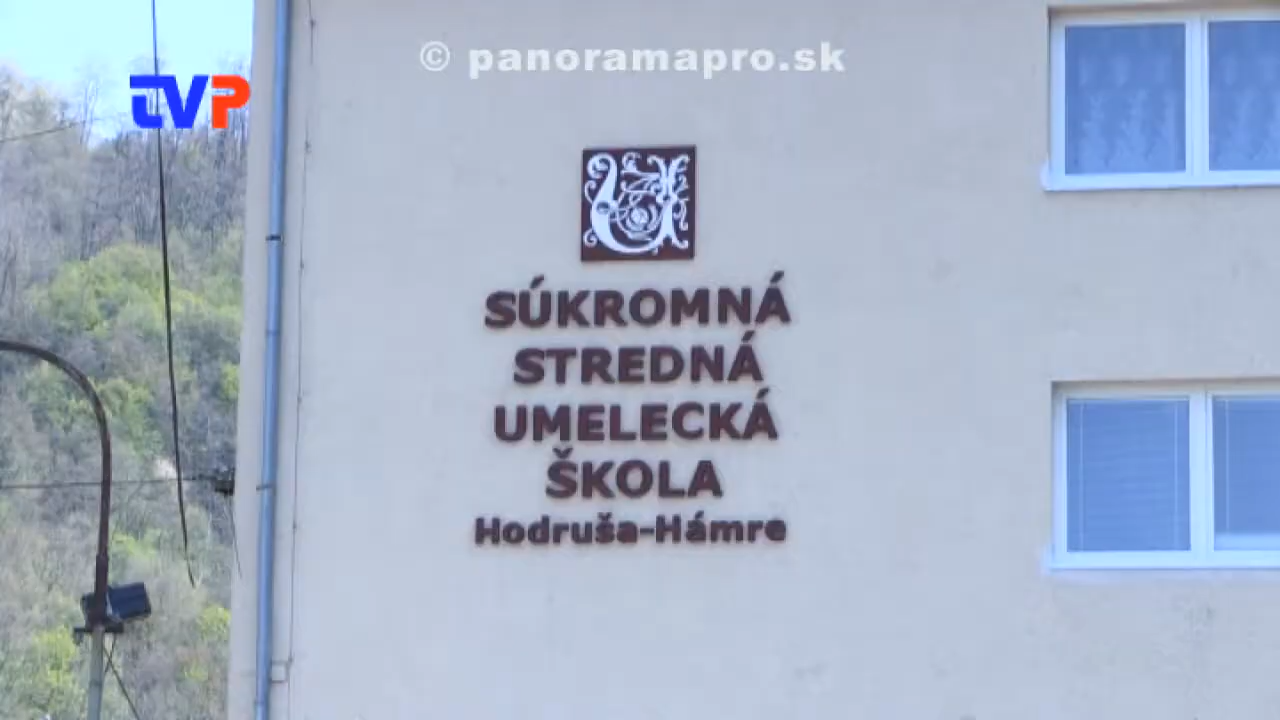 © panoramapro.sk
TVP
U
SÚKROMNÁ
STREDNÁ
UMELECKÁ
ŠKOLA
Hodruša-Hámre